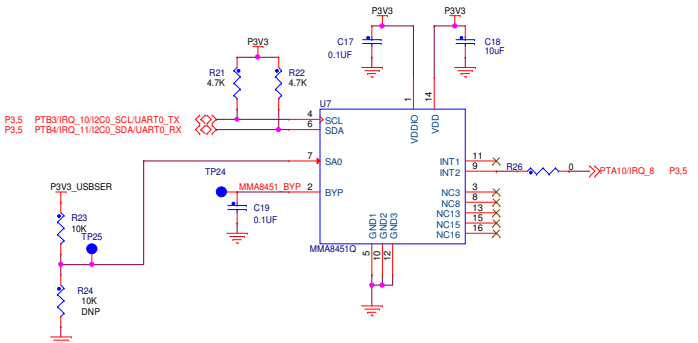 P3V3
P3V3
C17
0.1UF
C18
10uF
P3V3
R21
4.7K
R22
4.7K
U7
1
14
VDDIO
VDD
P3,5 PTB3/IRQ_10/I2C0_SCL/UART0_TX
4
SCL
P3,5 PTB4/IRQ_11/I2C0_SDA/UART0_RX
6
SDA
7
SA0
TP24
MMA8451_BYP
2
BYP
C19
0.1UF
11
INT1
9
INT2
R26
0
PTA10/IRQ_8 P3,5
3
NC3
8
NC8
13
NC13
15
NC15
16
NC16
GND1
GND2
GND3
MMA8451Q
5
10
12
P3V3_USBSER
R23
10K
TP25
R24
10K
DNP